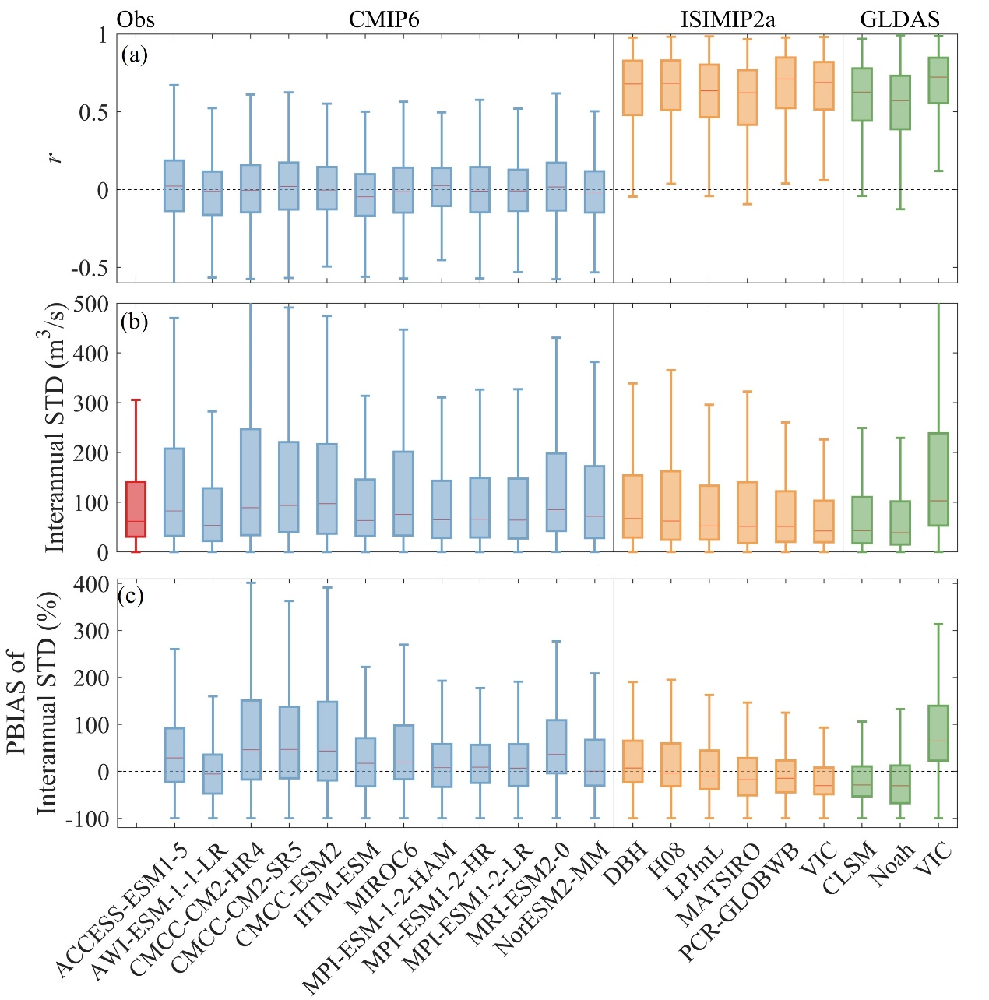 Obs CMIP6 ISIMIP2a GLDAS
(a)
1
0.5
0
-0.5
r
(b)
500
400
300
200
100
0
Interannual STD (m³/s)
(c)
400
300
200
100
0
-100
PBIAS of
Interannual STD (%)
ACCESS-ESM1-5
AWI-ESM-1-1-LR
CMCC-CM2-HR4
CMCC-CM2-SR5
CMCC-ESM2
IITM-ESM
MIROC6
MPI-ESM-1-2-HAM
MPI-ESM1-2-HR
MPI-ESM1-2-LR
MRI-ESM2-0
NorESM2-MM
DBH
H08
LPJmL
MATSIRO
PCR-GLOBWB
VIC
CLSM
Noah
VIC